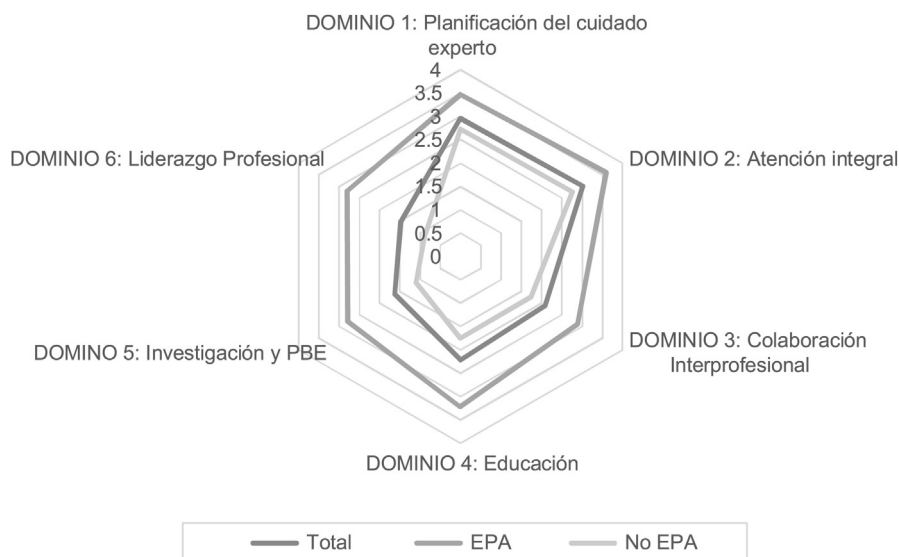 DOMINIO 1: Planificación del cuidado
experto
4
3.5
3
2.5
2
1.5
1
0.5
0
DOMINIO 6: Liderazgo Profesional
DOMINIO 2: Atención integral
DOMINO 5: Investigación y PBE
DOMINIO 3: Colaboración
Interprofesional
DOMINIO 4: Educación
Total EPA No EPA